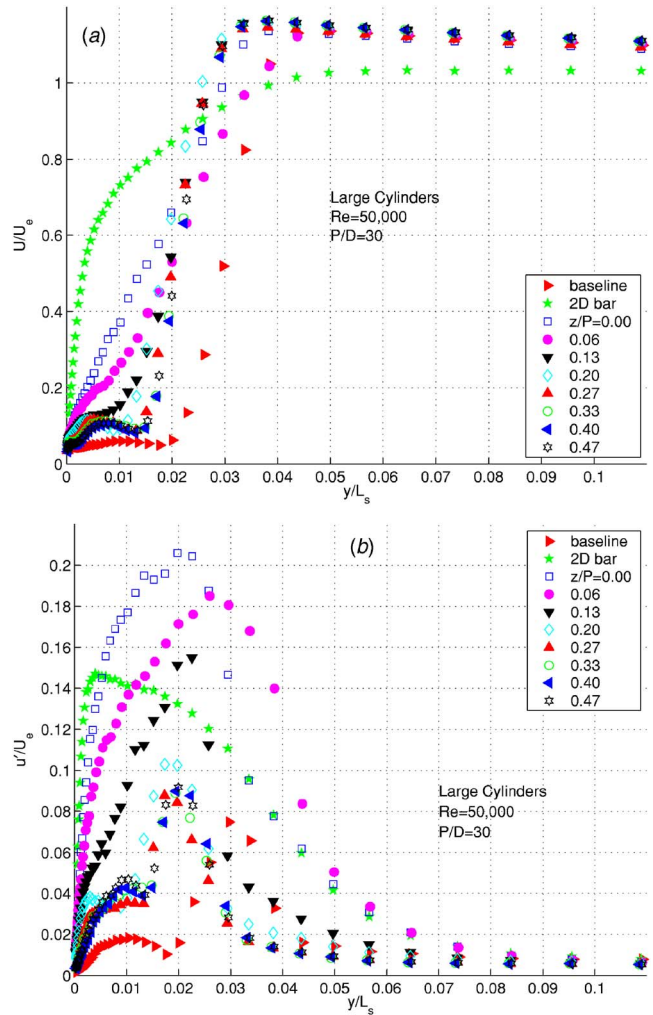 (a)
1
0.8
0.6
0.4
0.2
0
U/U_e
Large Cylinders
Re=50,000
P/D=30
baseline
2D bar
z/P=0.00
0.06
0.13
0.20
0.27
0.33
0.40
0.47
0 0.01 0.02 0.03 0.04 0.05 0.06 0.07 0.08 0.09 0.1
y/L_s
(b)
0.2
0.18
0.16
0.14
0.12
0.1
0.08
0.06
0.04
0.02
0
u'/U_e
baseline
2D bar
z/P=0.00
0.06
0.13
0.20
0.27
0.33
0.40
0.47
Large Cylinders
Re=50,000
P/D=30
0 0.01 0.02 0.03 0.04 0.05 0.06 0.07 0.08 0.09 0.1
y/L_s